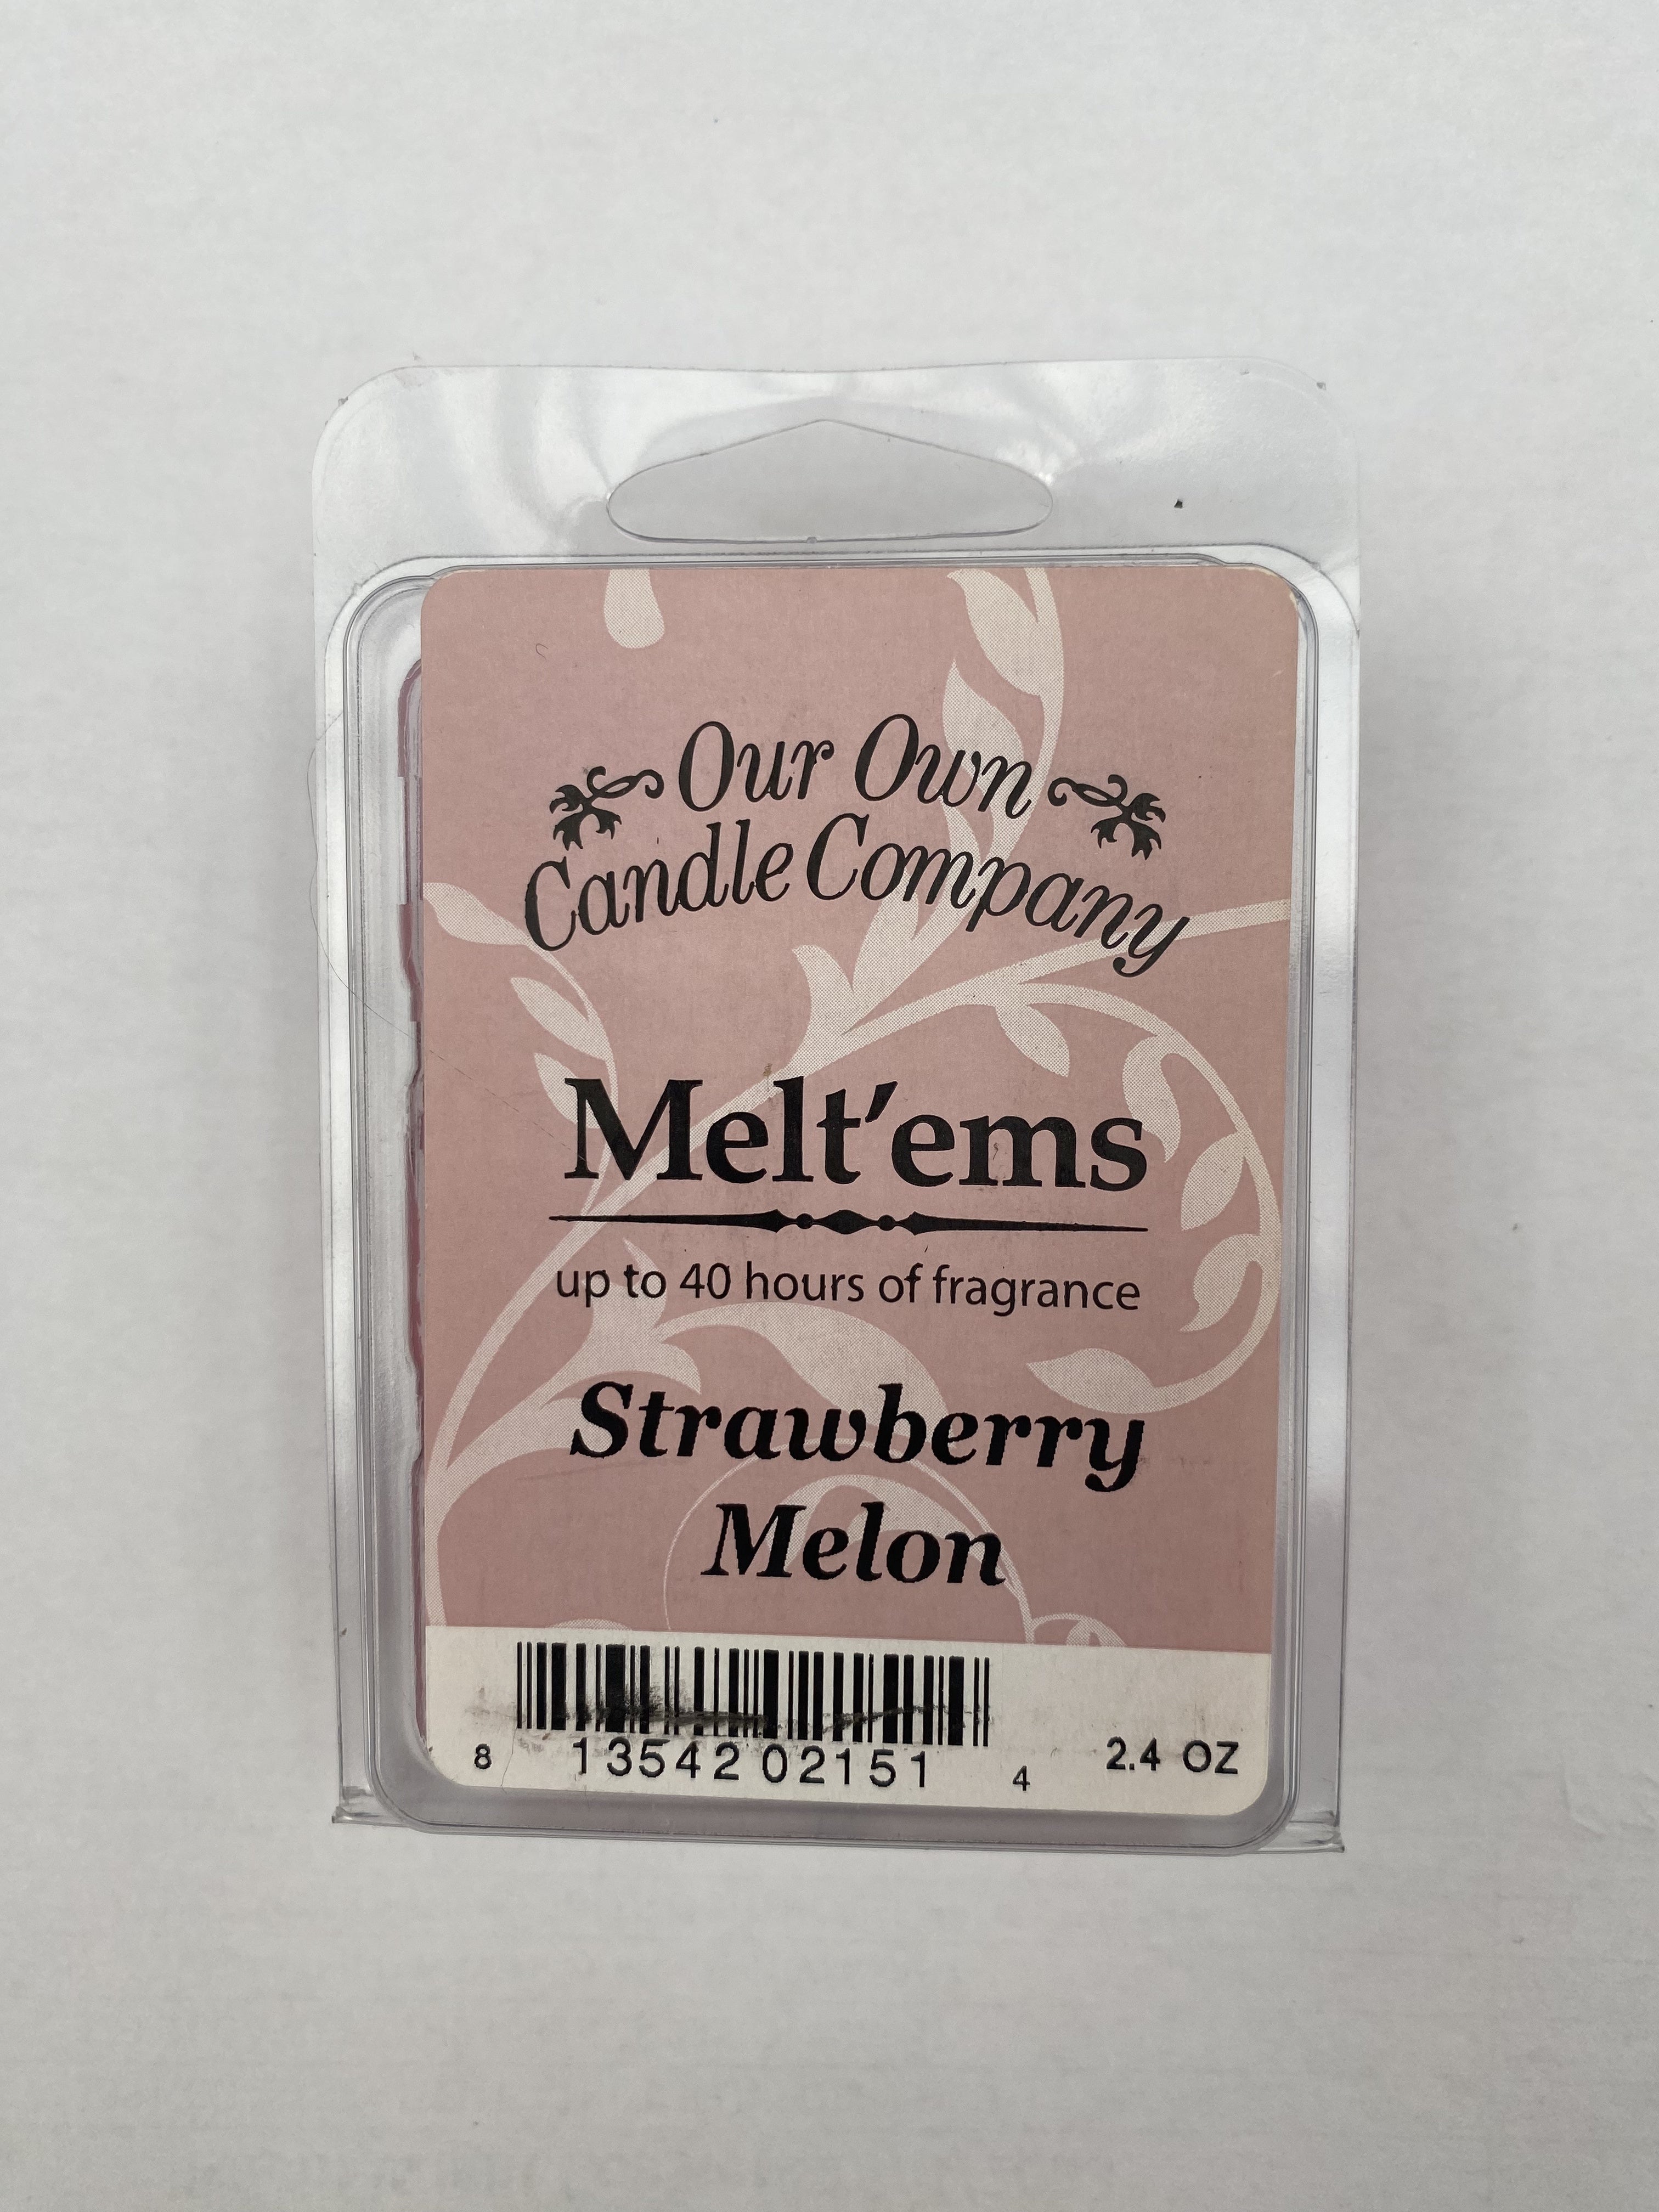 Our Own
Candle Company
Melt'ems
up to 40 hours of fragrance
Strawberry
Melon
8 13542 02151 4
2.4 OZ